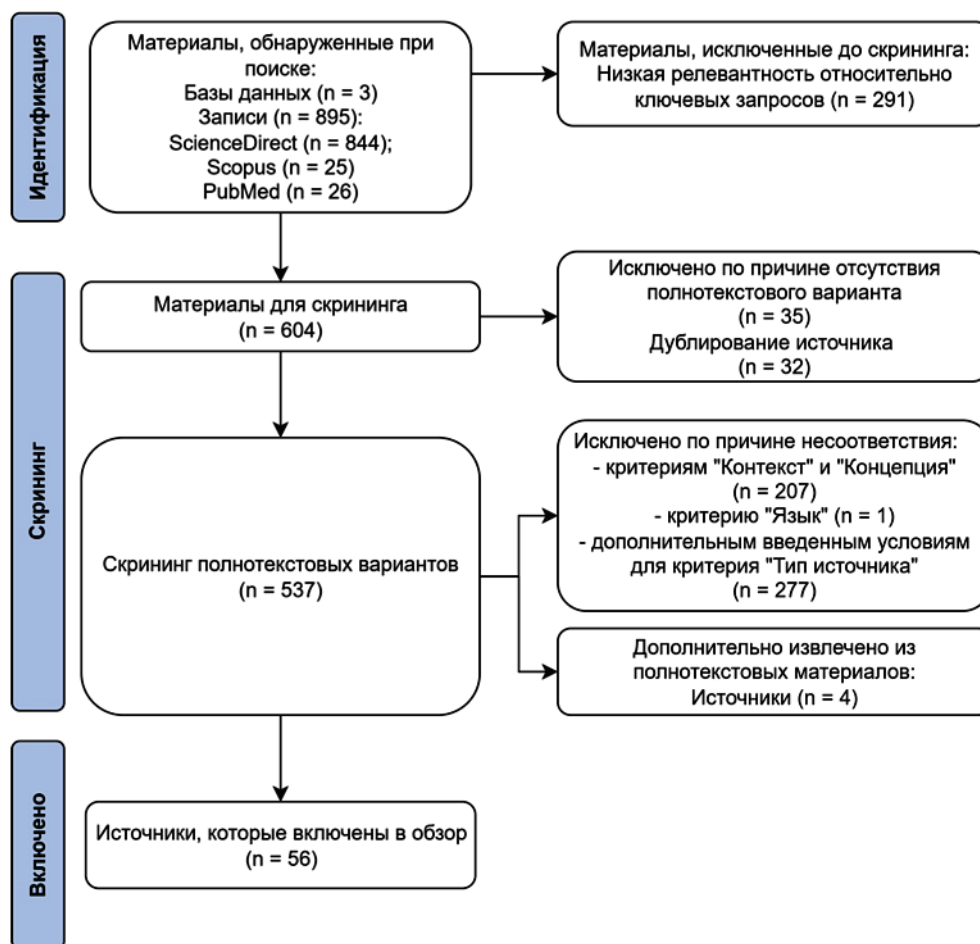 Идентификация
Материалы, обнаруженные при
поиске:
Базы данных (n = 3)
Записи (n = 895):
ScienceDirect (n = 844);
Scopus (n = 25)
PubMed (n = 26)
Материалы, исключенные до скрининга:
Низкая релевантность относительно
ключевых запросов (n = 291)
Скрининг
Материалы для скрининга
(n = 604)
Исключено по причине отсутствия
полнотекстового варианта
(n = 35)
Дублирование источника
(n = 32)
Скрининг полнотекстовых вариантов
(n = 537)
Исключено по причине несоответствия:
- критериям "Контекст" и "Концепция"
(n = 207)
- критерию "Язык" (n = 1)
- дополнительным введенным условиям
для критерия "Тип источника"
(n = 277)
Дополнительно извлечено из
полнотекстовых материалов:
Источники (n = 4)
Включено
Источники, которые включены в обзор
(n = 56)